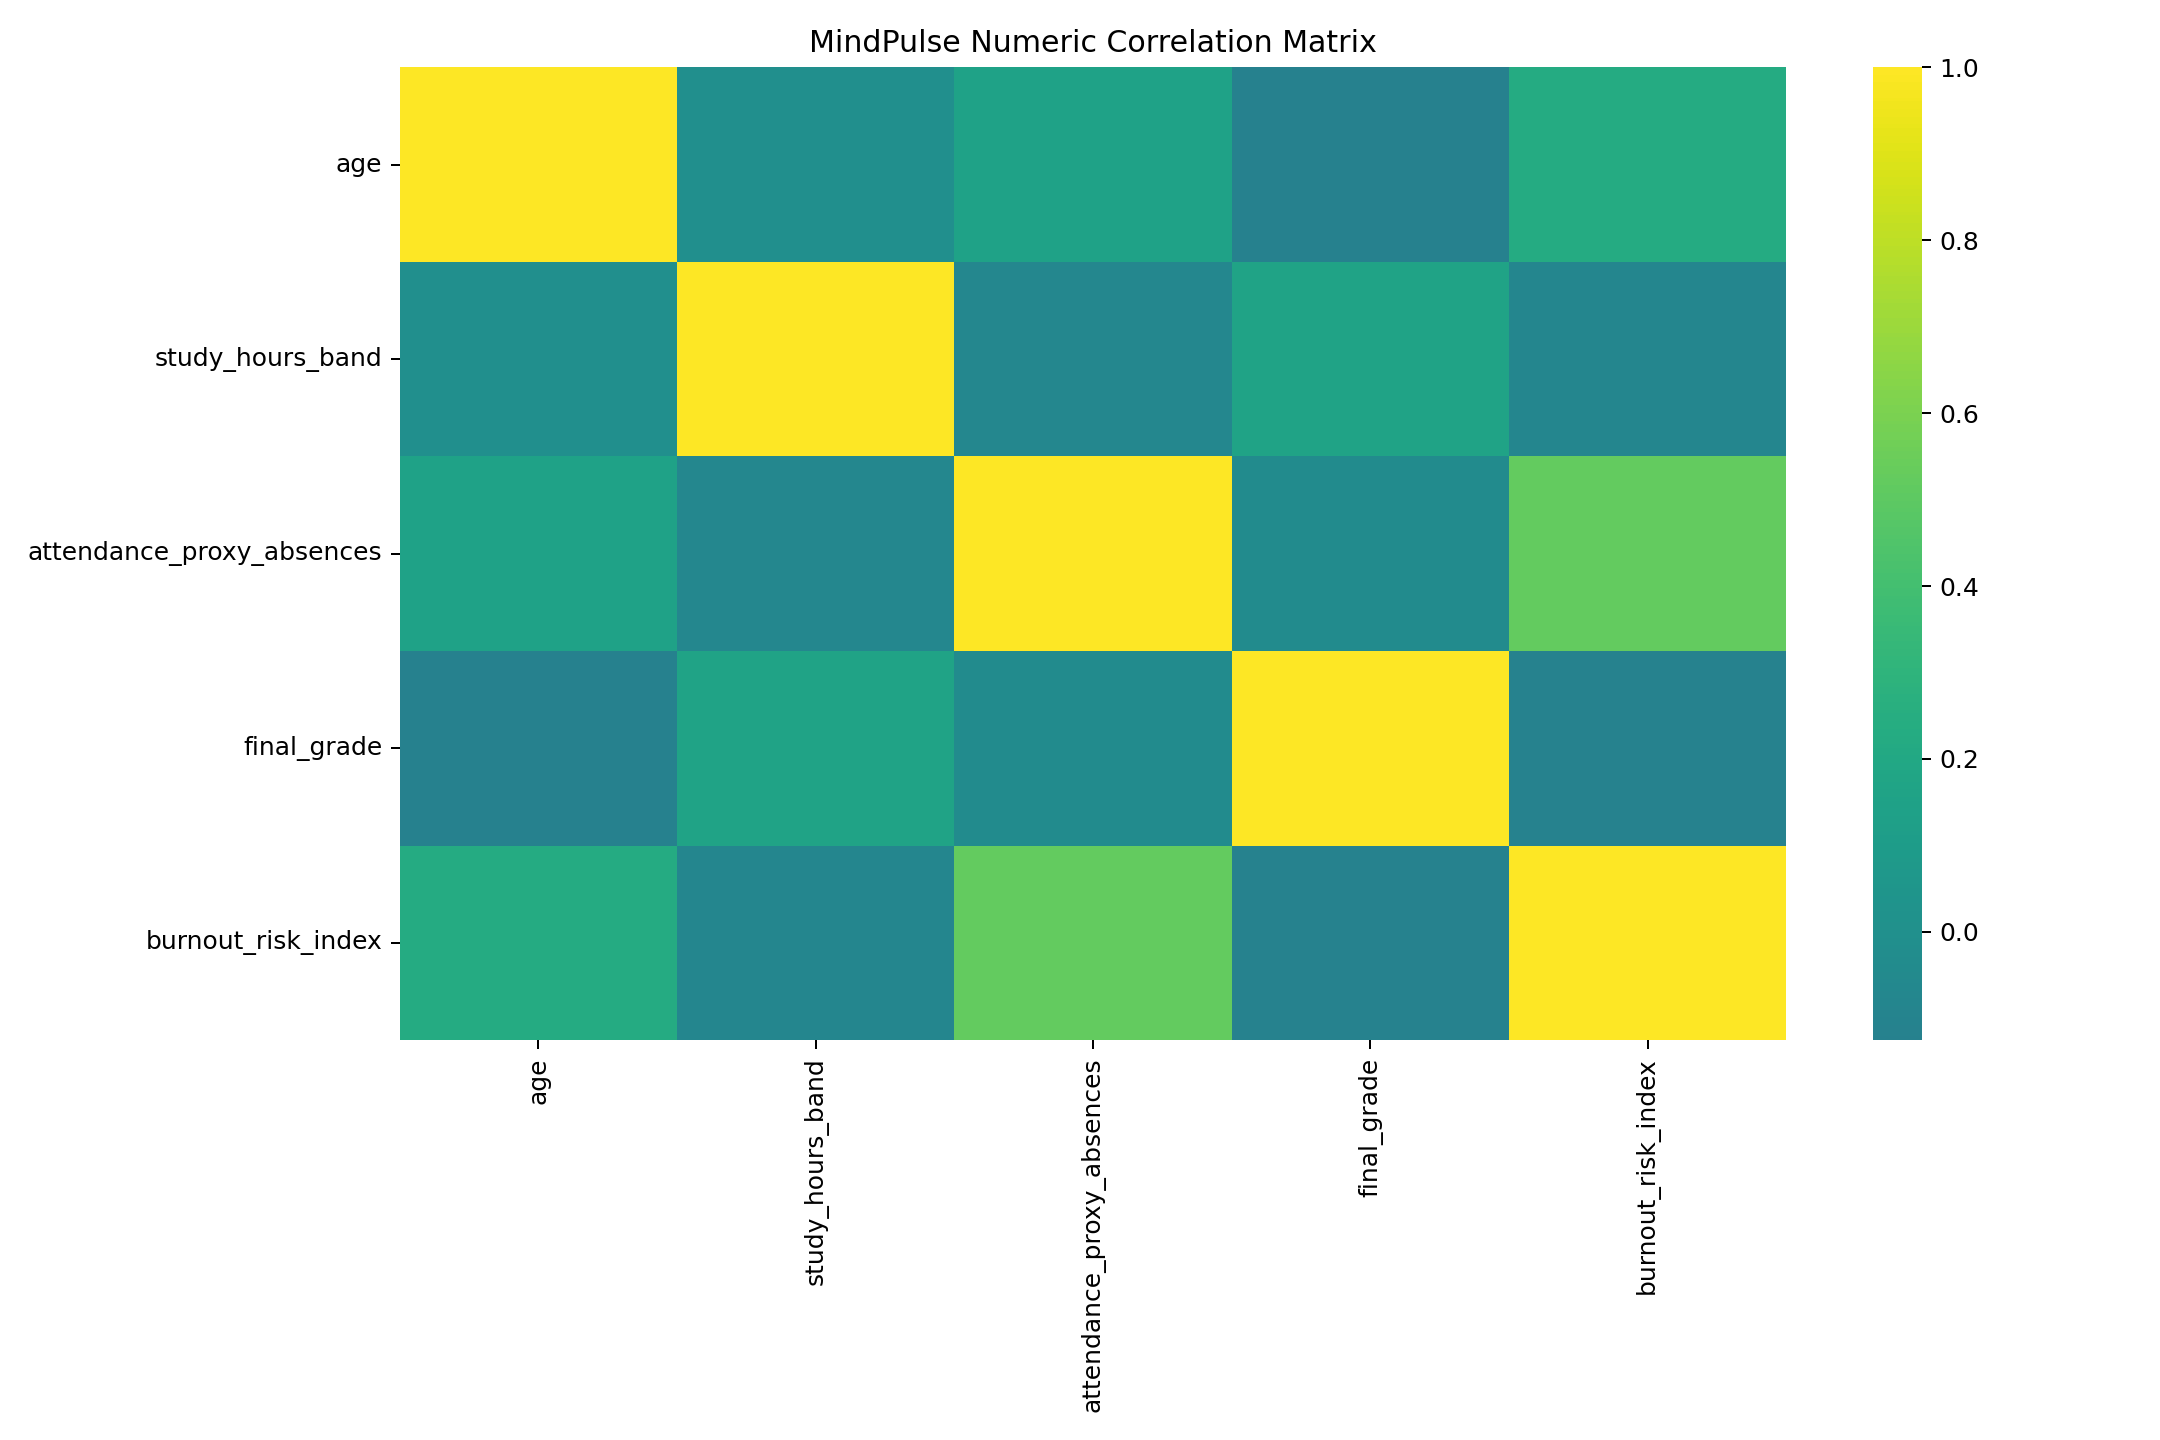 MindPulse Numeric Correlation Matrix
age
study_hours_band
attendance_proxy_absences
final_grade
burnout_risk_index
age
study_hours_band
attendance_proxy_absences
final_grade
burnout_risk_index
1.0
0.8
0.6
0.4
0.2
0.0